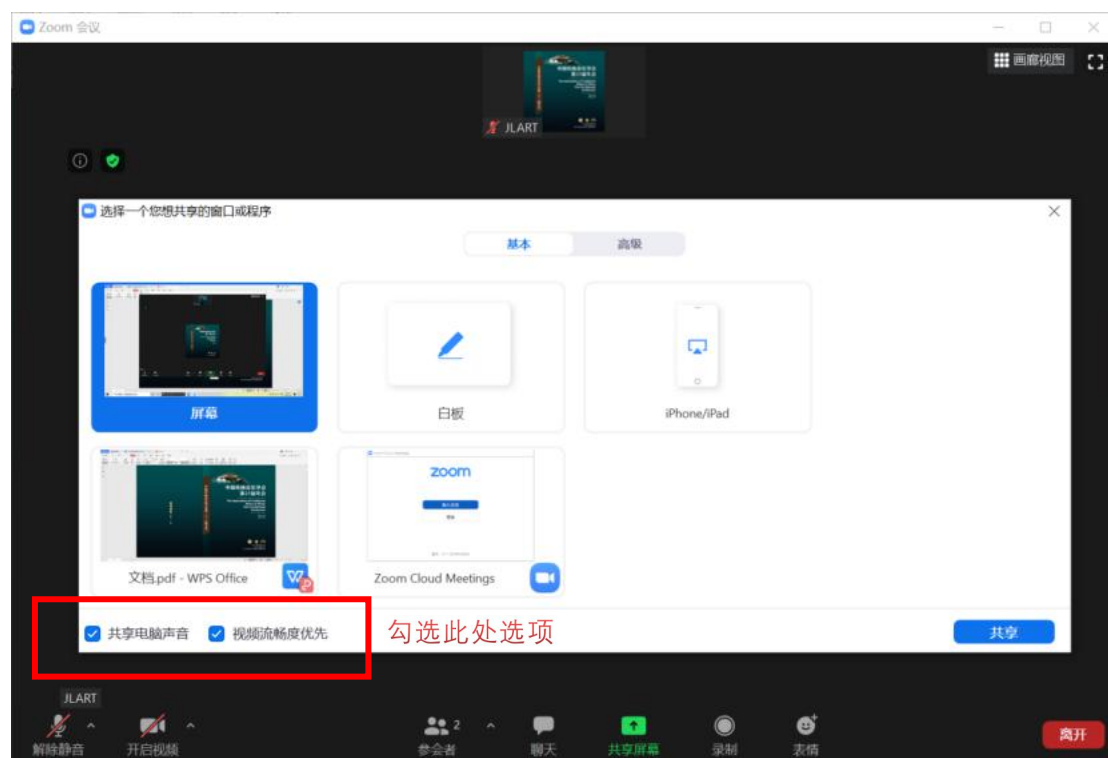 Zoom 会议
画廊视图
JLART
选择一个您想共享的窗口或程序
基本
高级
屏幕
白板
iPhone/iPad
zoom
文档.pdf - WPS Office
Zoom Cloud Meetings
共享电脑声音
视频流畅度优先
勾选此处选项
共享
JLART
解除静音
开启视频
2
参会者
聊天
共享屏幕
录制
表情
离开